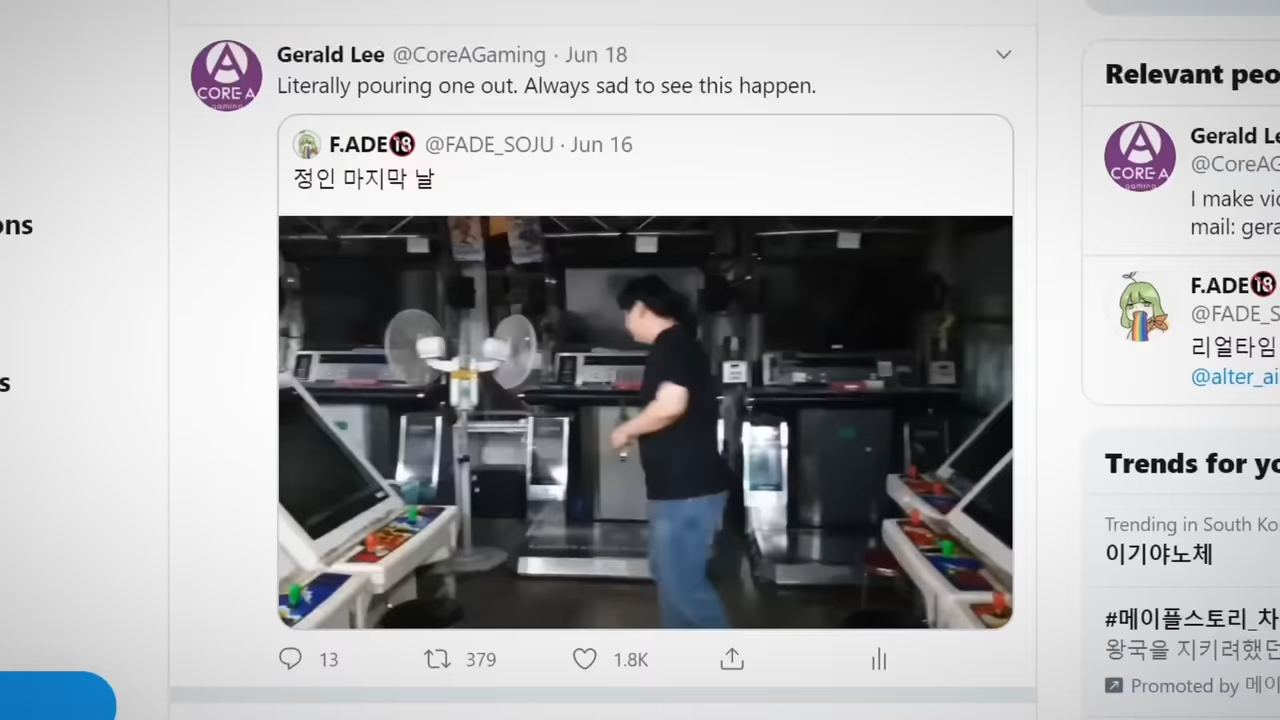 Gerald Lee @CoreAGaming · Jun 18
Literally pouring one out. Always sad to see this happen.
CORE-A
gaming
F.ADE🔞 @FADE_SOJU · Jun 16
정인 마지막 날
13 379 1.8K
ons
s
Relevant peo
Gerald Le
@CoreAG
CORE-A
gaming
I make vid
mail: gera
F.ADE🔞
@FADE_S
리얼타임
@alter_ai
Trends for yo
Trending in South Ko
이기야노체
#메이플스토리_차
왕국을 지키려했던
Promoted by 메이